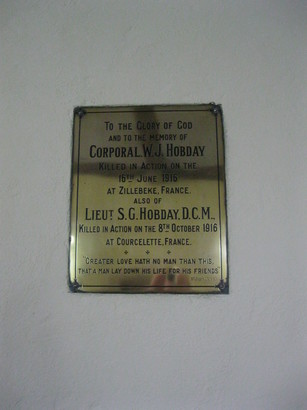 TO THE GLORY OF GOD
AND TO THE MEMORY OF
CORPORAL, W. J. HOBDAY
KILLED IN ACTION ON THE
16TH JUNE 1916
AT ZILLEBEKE, FRANCE.
ALSO OF
LIEUT S. G. HOBDAY, D.C.M.,
KILLED IN ACTION ON THE 8TH OCTOBER 1916
AT COURCELETTE, FRANCE.
"GREATER LOVE HATH NO MAN THAN THIS,
THAT A MAN LAY DOWN HIS LIFE FOR HIS FRIENDS"